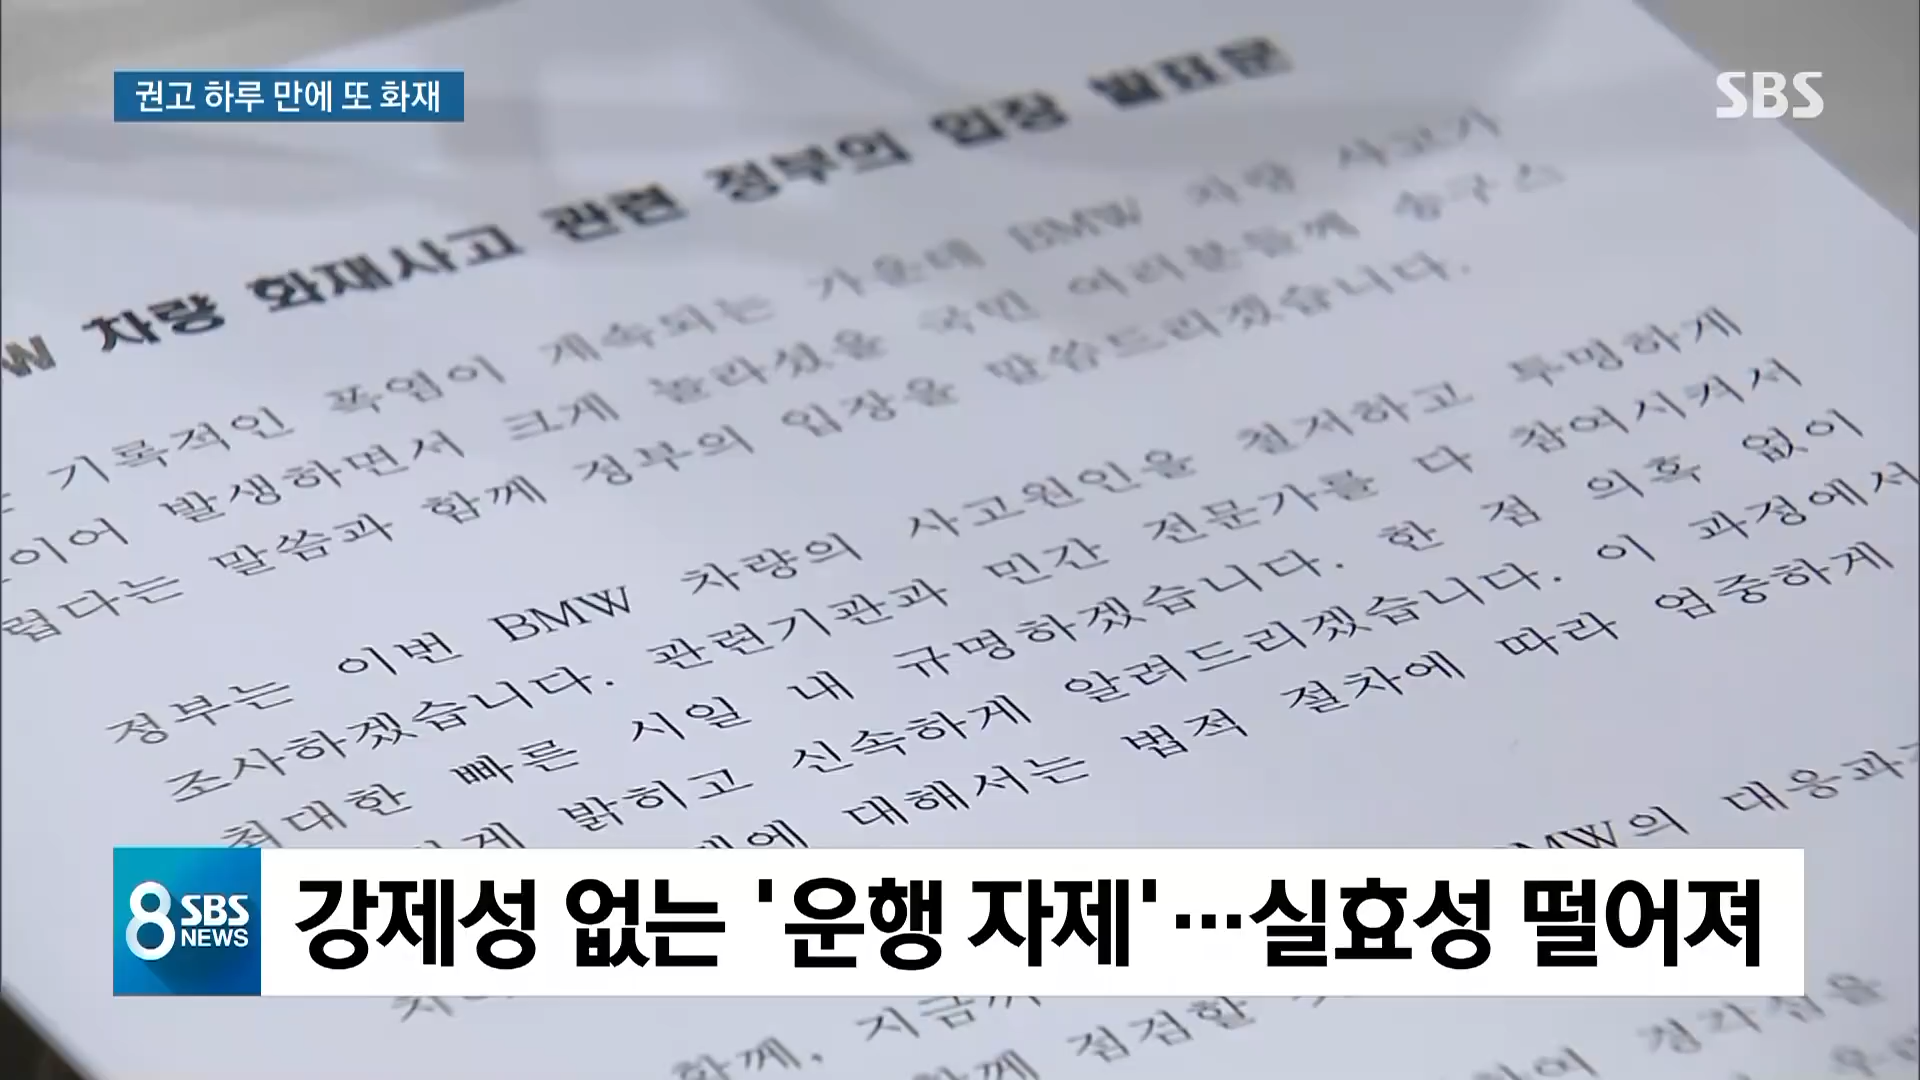 권고 하루 만에 또 화재
SBS
W 차량 화재사고 관련 정부의 입장 발표문
기록적인 폭염이 계속되는 가운데 BMW 차량 사고가
이어 발생하면서 크게 놀라셨을 국민 여러분들께 송구스
럽다는 말씀과 함께 정부의 입장을 말씀드리겠습니다.
정부는 이번 BMW 차량의 사고원인을 철저하고 투명하게
조사하겠습니다. 관련기관과 민간 전문가를 다 참여시켜서
최대한 빠른 시일 내 규명하겠습니다. 한 점 의혹 없이
밝히고 신속하게 알려드리겠습니다. 이 과정에서
대해서는 법적 절차에 따라 엄중하게
BMW의 대응과
8 SBS NEWS
강제성 없는 '운행 자제'…실효성 떨어져
함께, 지금까
점검한